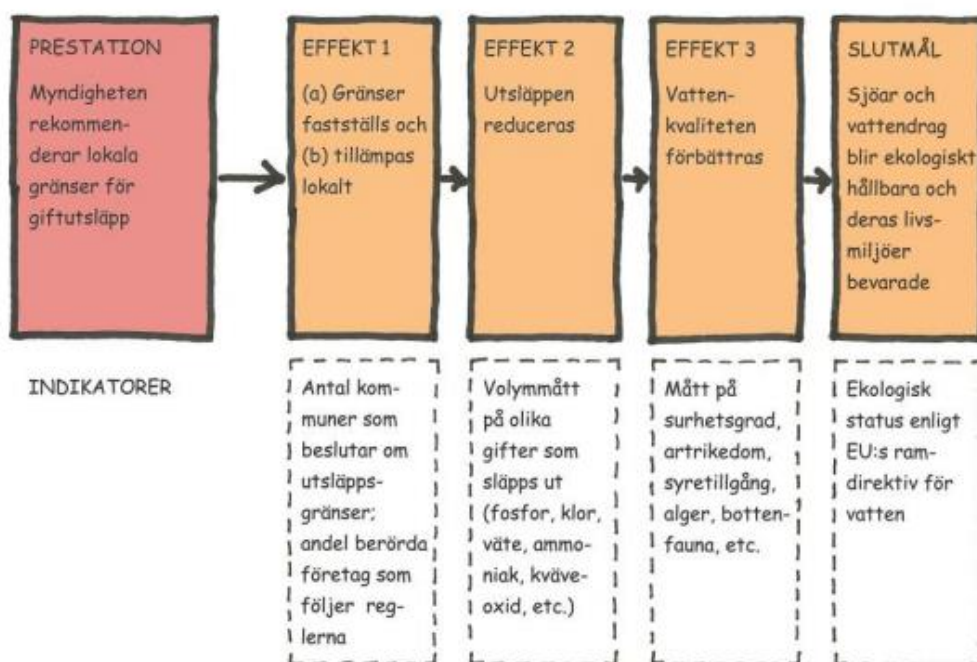 PRESTATION
Myndigheten
rekommen-
derar lokala
gränser för
giftutsläpp
EFFEKT 1
(a) Gränser
fastställs och
(b) tillämpas
lokalt
EFFEKT 2
Utsläppen
reduceras
EFFEKT 3
Vatten-
kvaliteten
förbättras
SLUTMÅL
Sjöar och
vattendrag
blir ekologiskt
hållbara och
deras livs-
miljöer
bevarade
INDIKATORER
Antal kom-
muner som
beslutar om
utsläpps-
gränser;
andel berörda
företag som
följer reg-
lerna
Volymmått
på olika
gifter som
släpps ut
(fosfor, klor,
väte, ammo-
niak, kväve-
oxid, etc.)
Mått på
surhetsgrad,
artrikedom,
syretillgång,
alger, botten-
fauna, etc.
Ekologisk
status enligt
EU:s ram-
direktiv för
vatten